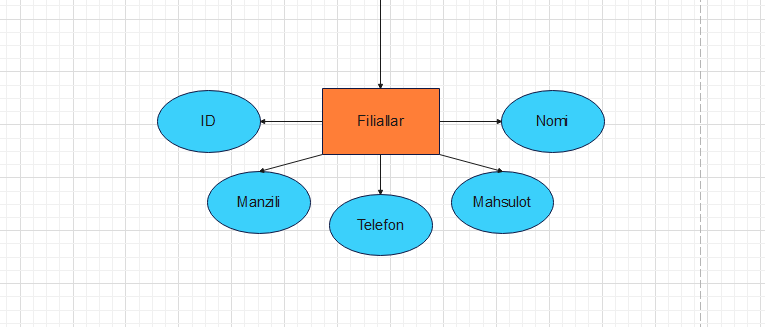 ID
Filiallar
Nomi
Manzili
Telefon
Mahsulot